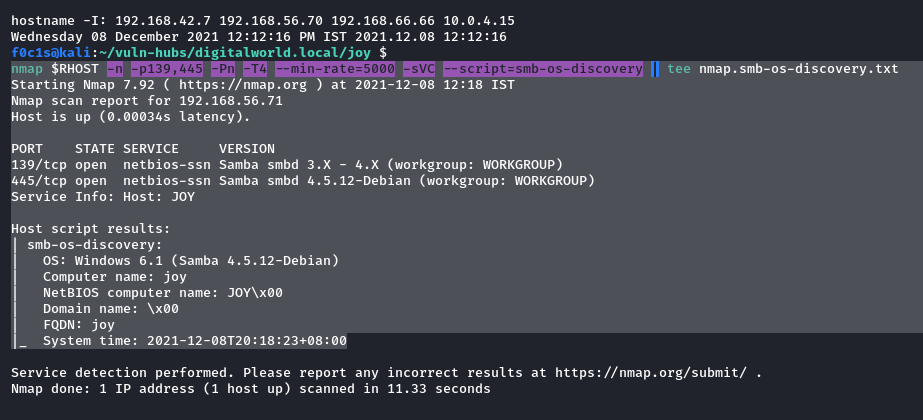 hostname -I: 192.168.42.7 192.168.56.70 192.168.66.66 10.0.4.15
Wednesday 08 December 2021 12:12:16 PM IST 2021.12.08 12:12:16
f0c1s@kali:~/vuln-hubs/digitalworld.local/joy $
nmap $RHOST -n -p139,445 -Pn -T4 --min-rate=5000 -sVC --script=smb-os-discovery | tee nmap.smb-os-discovery.txt
Starting Nmap 7.92 ( https://nmap.org ) at 2021-12-08 12:18 IST
Nmap scan report for 192.168.56.71
Host is up (0.00034s latency).

PORT    STATE SERVICE     VERSION
139/tcp open  netbios-ssn Samba smbd 3.X - 4.X (workgroup: WORKGROUP)
445/tcp open  netbios-ssn Samba smbd 4.5.12-Debian (workgroup: WORKGROUP)
Service Info: Host: JOY

Host script results:
| smb-os-discovery:
|   OS: Windows 6.1 (Samba 4.5.12-Debian)
|   Computer name: joy
|   NetBIOS computer name: JOY\x00
|   Domain name: \x00
|   FQDN: joy
|_  System time: 2021-12-08T20:18:23+08:00

Service detection performed. Please report any incorrect results at https://nmap.org/submit/ .
Nmap done: 1 IP address (1 host up) scanned in 11.33 seconds